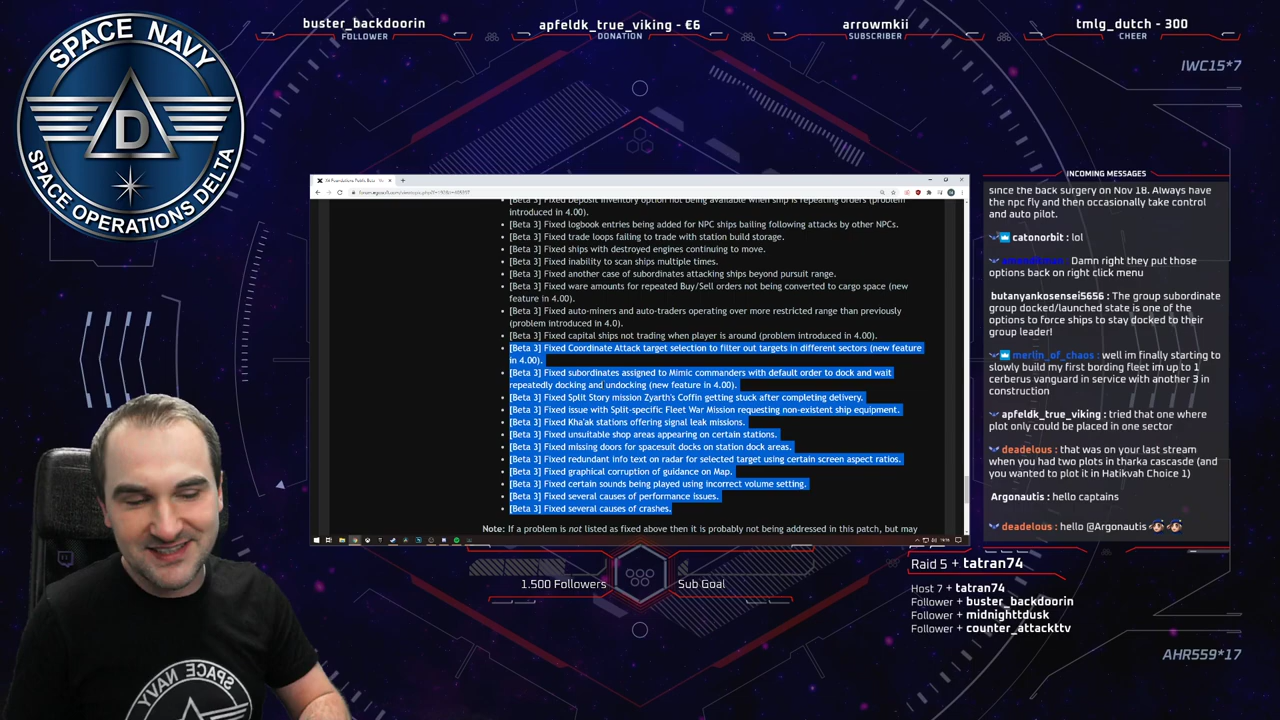 buster_backdoorin
FOLLOWER
apfeldk_true_viking - €6
DONATION
arrowmkii
SUBSCRIBER
tmlg_dutch - 300
CHEER
IWC15*7
SPACE NAVY
D
SPACE OPERATIONS DELTA
INCOMING MESSAGES
since the back surgery on Nov 18. Always have
the npc fly and then occasionally take control
and auto pilot.
catonorbit : lol
Damn right they put those
options back on right click menu
butanyankosensei5656 : The group subordinate
group docked/launched state is one of the
options to force ships to stay docked to their
group leader!
merlin_of_chaos : well im finally starting to
slowly build my first bording fleet im up to 1
cerberus vanguard in service with another 3 in
construction
apfeldk_true_viking : tried that one where
plot only could be placed in one sector
deadelous : that was on your last stream
when you had two plots in tharka cascasde (and
you wanted to plot it in Hatikvah Choice 1)
Argonautis : hello captains
deadelous : hello @Argonautis
[Beta 3] Fixed deposit inventory option not being available when ship is repeating orders (problem
introduced in 4.00).
[Beta 3] Fixed logbook entries being added for NPC ships bailing following attacks by other NPCs.
[Beta 3] Fixed trade loops failing to trade with station build storage.
[Beta 3] Fixed ships with destroyed engines continuing to move.
[Beta 3] Fixed inability to scan ships multiple times.
[Beta 3] Fixed another case of subordinates attacking ships beyond pursuit range.
[Beta 3] Fixed ware amounts for repeated Buy/Sell orders not being converted to cargo space (new
feature in 4.00).
[Beta 3] Fixed auto-miners and auto-traders operating over more restricted range than previously
(problem introduced in 4.0).
[Beta 3] Fixed capital ships not trading when player is around (problem introduced in 4.00).
[Beta 3] Fixed Coordinate Attack target selection to filter out targets in different sectors (new feature
in 4.00).
[Beta 3] Fixed subordinates assigned to Mimic commanders with default order to dock and wait
repeatedly docking and undocking (new feature in 4.00).
[Beta 3] Fixed Split Story mission Zyarth's Coffin getting stuck after completing delivery.
[Beta 3] Fixed issue with Split-specific Fleet War Mission requesting non-existent ship equipment.
[Beta 3] Fixed Kha'ak stations offering signal leak missions.
[Beta 3] Fixed unsuitable shop areas appearing on certain stations.
[Beta 3] Fixed missing doors for spacesuit docks on station dock areas.
[Beta 3] Fixed redundant info text on radar for selected target using certain screen aspect ratios.
[Beta 3] Fixed graphical corruption of guidance on Map.
[Beta 3] Fixed certain sounds being played using incorrect volume setting.
[Beta 3] Fixed several causes of performance issues.
[Beta 3] Fixed several causes of crashes.
Note: If a problem is not listed as fixed above then it is probably not being addressed in this patch, but may
1.500 Followers
Sub Goal
Raid 5 + tatran74
Host 7 + tatran74
Follower + buster_backdoorin
Follower + midnighttdusk
Follower + counter_attackttv
AHR559*17
SPACE NAVY